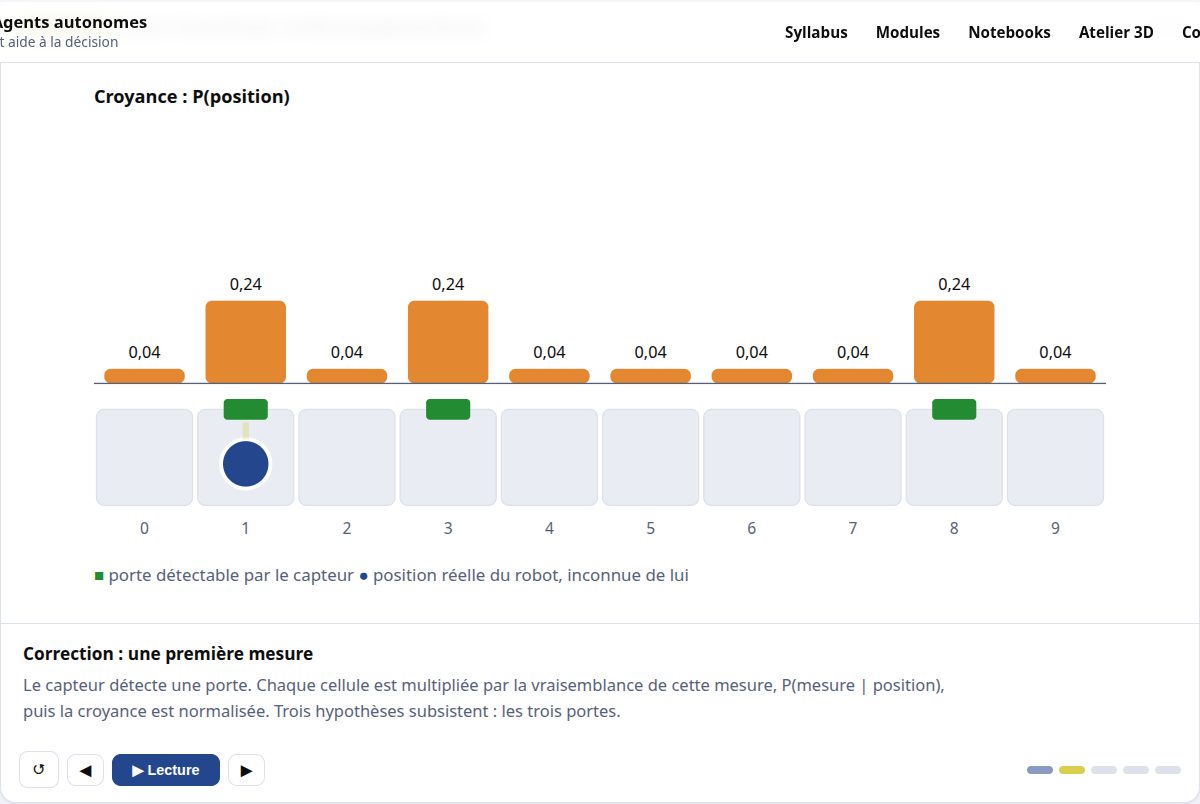 Agents autonomes
t aide à la décision
Syllabus Modules Notebooks Atelier 3D Co
Croyance : P(position)
0,04 0,24 0,04 0,24 0,04 0,04 0,04 0,04 0,24 0,04
0 1 2 3 4 5 6 7 8 9
porte détectable par le capteur ● position réelle du robot, inconnue de lui
Correction : une première mesure
Le capteur détecte une porte. Chaque cellule est multipliée par la vraisemblance de cette mesure, P(mesure | position),
puis la croyance est normalisée. Trois hypothèses subsistent : les trois portes.
↺ ◀ ▶ Lecture ▶